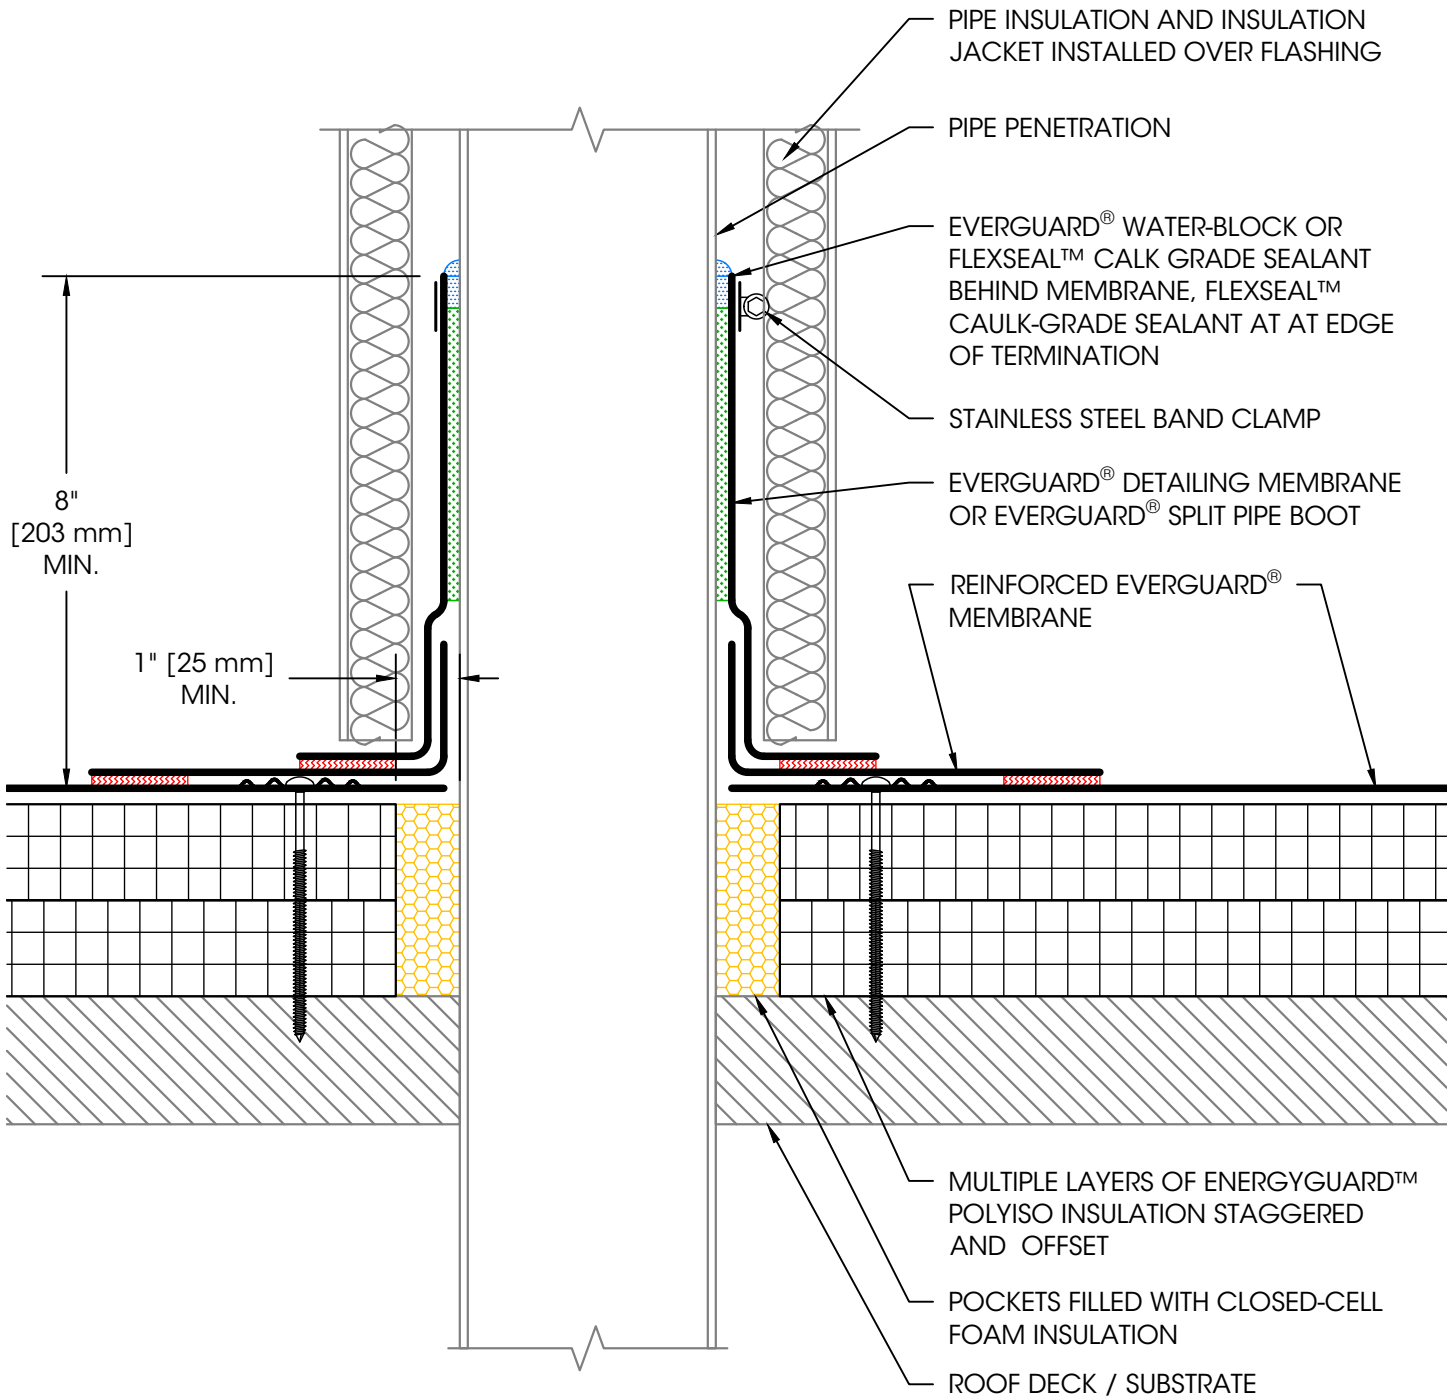 PIPE INSULATION AND INSULATION
JACKET INSTALLED OVER FLASHING
PIPE PENETRATION
EVERGUARD® WATER-BLOCK OR
FLEXSEAL™ CALK GRADE SEALANT
BEHIND MEMBRANE, FLEXSEAL™
CAULK-GRADE SEALANT AT AT EDGE
OF TERMINATION
STAINLESS STEEL BAND CLAMP
EVERGUARD® DETAILING MEMBRANE
OR EVERGUARD® SPLIT PIPE BOOT
REINFORCED EVERGUARD®
MEMBRANE
8"
[203 mm]
MIN.
1" [25 mm]
MIN.
MULTIPLE LAYERS OF ENERGYGUARD™
POLYISO INSULATION STAGGERED
AND OFFSET
POCKETS FILLED WITH CLOSED-CELL
FOAM INSULATION
ROOF DECK / SUBSTRATE